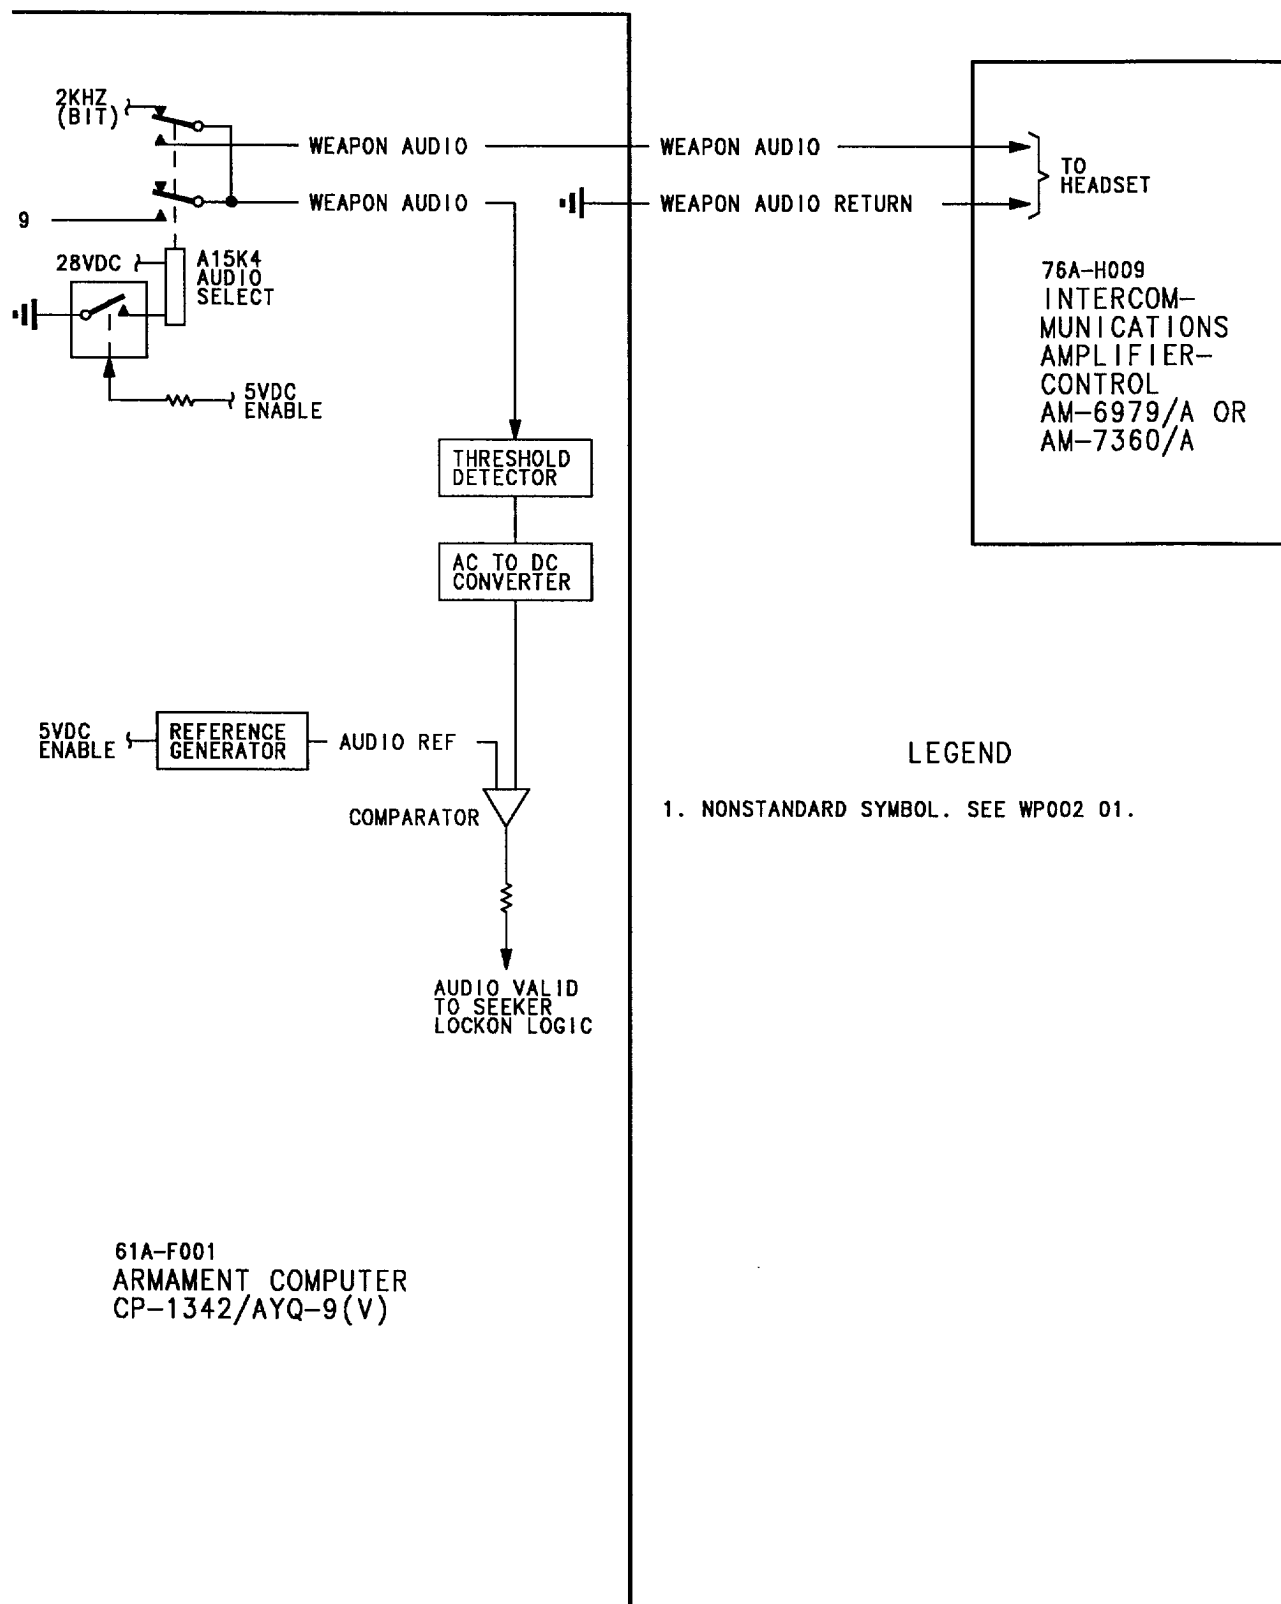 2KHZ
(BIT)
WEAPON AUDIO
WEAPON AUDIO
TO
HEADSET
WEAPON AUDIO
WEAPON AUDIO RETURN
9
28VDC
A15K4
AUDIO
SELECT
5VDC
ENABLE
76A-H009
INTERCOM-
MUNICATIONS
AMPLIFIER-
CONTROL
AM-6979/A OR
AM-7360/A
THRESHOLD
DETECTOR
AC TO DC
CONVERTER
5VDC
ENABLE
REFERENCE
GENERATOR
AUDIO REF
COMPARATOR
LEGEND
1. NONSTANDARD SYMBOL. SEE WP002 01.
AUDIO VALID
TO SEEKER
LOCKON LOGIC
61A-F001
ARMAMENT COMPUTER
CP-1342/AYQ-9(V)